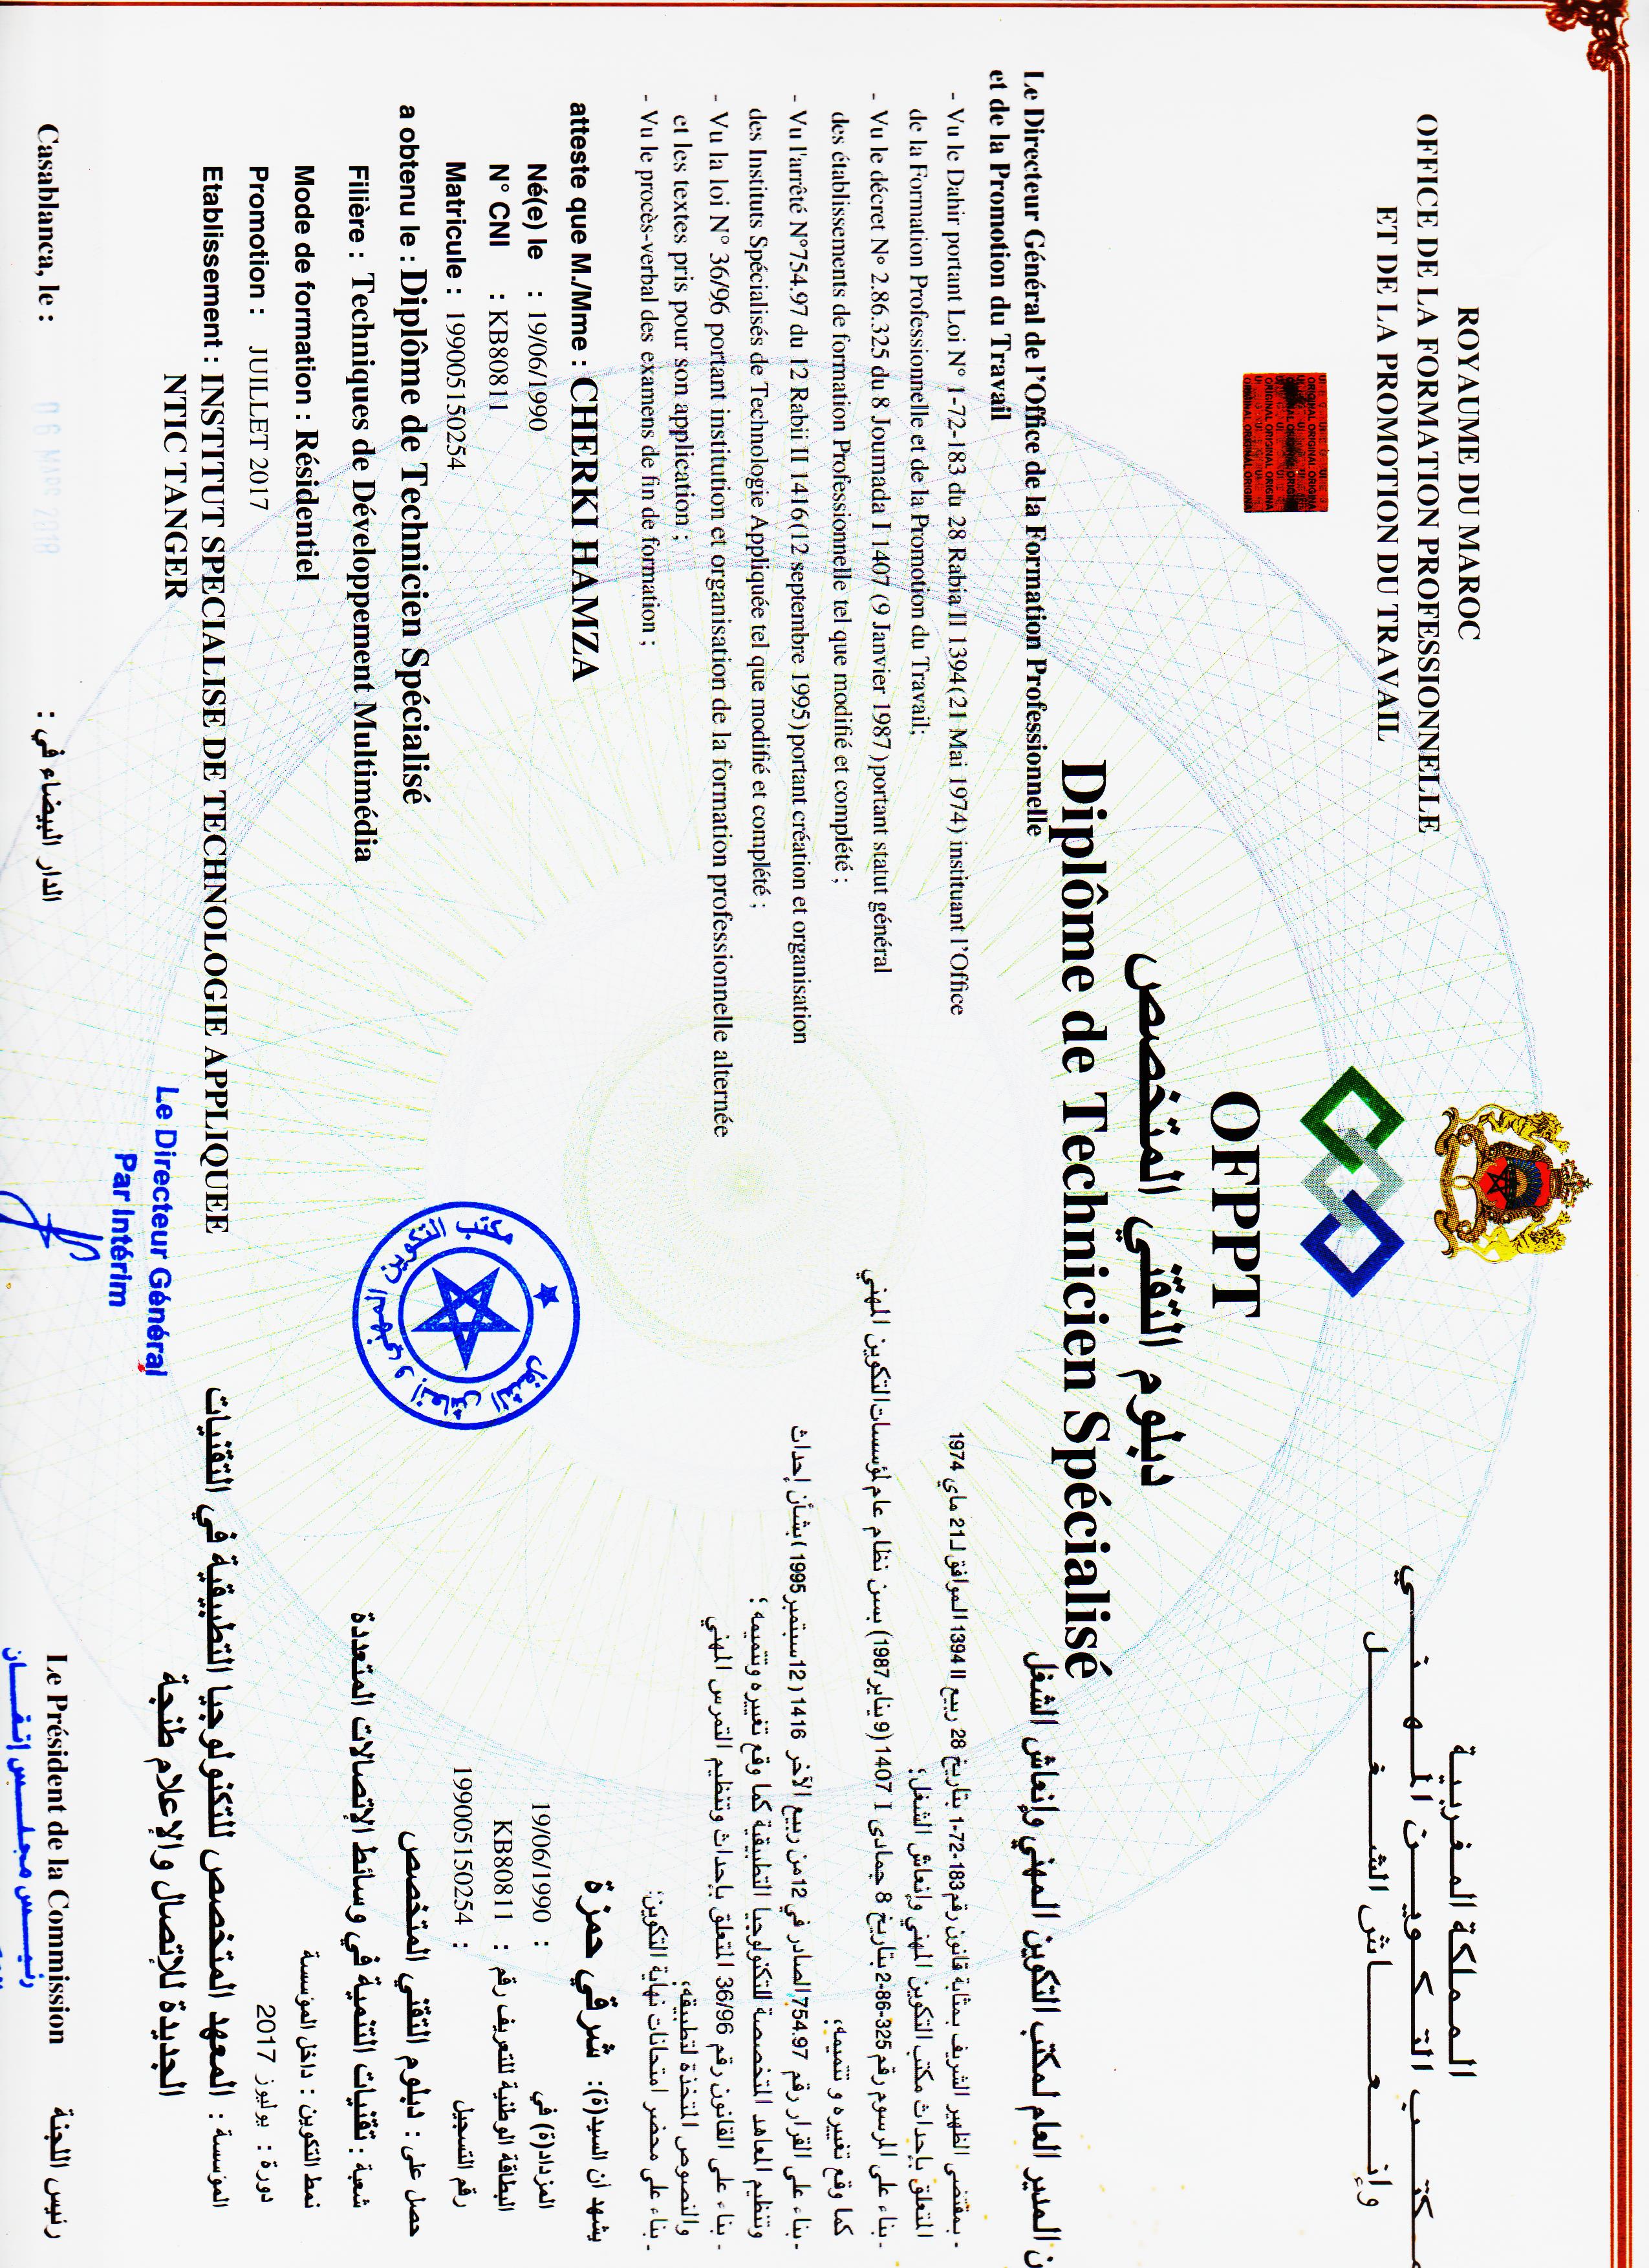 ROYAUME DU MAROC
OFFICE DE LA FORMATION PROFESSIONNELLE
ET DE LA PROMOTION DU TRAVAIL
المملكة المغربية
مكتب التكوين المهني
وإنعاش الشغل
ORIGINAL ORIGINAL ORIGINA
ORIGINAL ORIGINAL ORIGINA
ORIGINAL ORIGINAL ORIGINA
ORIGINAL ORIGINAL ORIGINA
OFPPT
دبلوم التقني المتخصص
Diplôme de Technicien Spécialisé
Le Directeur Général de l'Office de la Formation Professionnelle
et de la Promotion du Travail
- Vu le Dahir portant Loi N° 1-72-183 du 28 Rabia II 1394(21 Mai 1974) instituant l'Office
de la Formation Professionnelle et de la Promotion du Travail;
- Vu le décret N° 2.86.325 du 8 Joumada I 1407 (9 Janvier 1987 )portant statut général
des établissements de formation Professionnelle tel que modifié et complété ;
- Vu l'arrêté N°754.97 du 12 Rabii II 1416(12 septembre 1995)portant création et organisation
des Instituts Spécialisés de Technologie Appliquée tel que modifié et complété ;
- Vu la loi N° 36/96 portant institution et organisation de la formation professionnelle alternée
et les textes pris pour son application ;
- Vu le procès-verbal des examens de fin de formation ;
ن المدير العام لمكتب التكوين المهني وإنعاش الشغل
- بمقتضى الظهير الشريف بمثابة قانون رقم 183-72-1 بتاريخ 28 ربيع II 1394 الموافق لـ 21 ماي 1974
المتعلق بإحداث مكتب التكوين المهني وإنعاش الشغل؛
- بناء على المرسوم رقم 325-86-2 بتاريخ 8 جمادى I 1407 (9 يناير 1987) بسن نظام عام لمؤسسات التكوين المهني
كما وقع تغييره و تتميمه؛
- بناء على القرار رقم 754.97 الصادر في 12 من ربيع الآخر 1416 (12 سبتمبر 1995) بشأن إحداث
وتنظيم المعاهد المتخصصة للتكنولوجيا التطبيقية كما وقع تغييره وتتميمه ؛
- بناء على القانون رقم 36/96 المتعلق بإحداث وتنظيم التمرس المهني
والنصوص المتخذة لتطبيقه؛
- بناء على محضر امتحانات نهاية التكوين؛
atteste que M./Mme : CHERKI HAMZA
Né(e) le : 19/06/1990
N° CNI : KB80811
Matricule : 199005150254
a obtenu le : Diplôme de Technicien Spécialisé
Filière : Techniques de Développement Multimédia
Mode de formation : Résidentiel
Promotion : JUILLET 2017
Etablissement : INSTITUT SPECIALISE DE TECHNOLOGIE APPLIQUEE
NTIC TANGER
يشهد أن السيد(ة): شرقي حمزة
المزداد(ة) في : 19/06/1990
البطاقة الوطنية للتعريف رقم : KB80811
رقم التسجيل : 199005150254
حصل على : دبلوم التقني المتخصص
شعبة : تقنيات التنمية في وسائط الإتصالات المتعددة
نمط التكوين : داخل المؤسسة
دورة : يوليوز 2017
المؤسسة : المعهد المتخصص للتكنولوجيا التطبيقية في التقنيات
الجديدة للإتصال والإعلام طنجة
مكتب التكوين المهني و إنعاش الشغل
Le Directeur Général
Par Intérim
Casablanca, le : 06 MARS 2018 الدار البيضاء في :
Le Président de la Commission رئيس اللجنة
رئيس مجلس إتقان